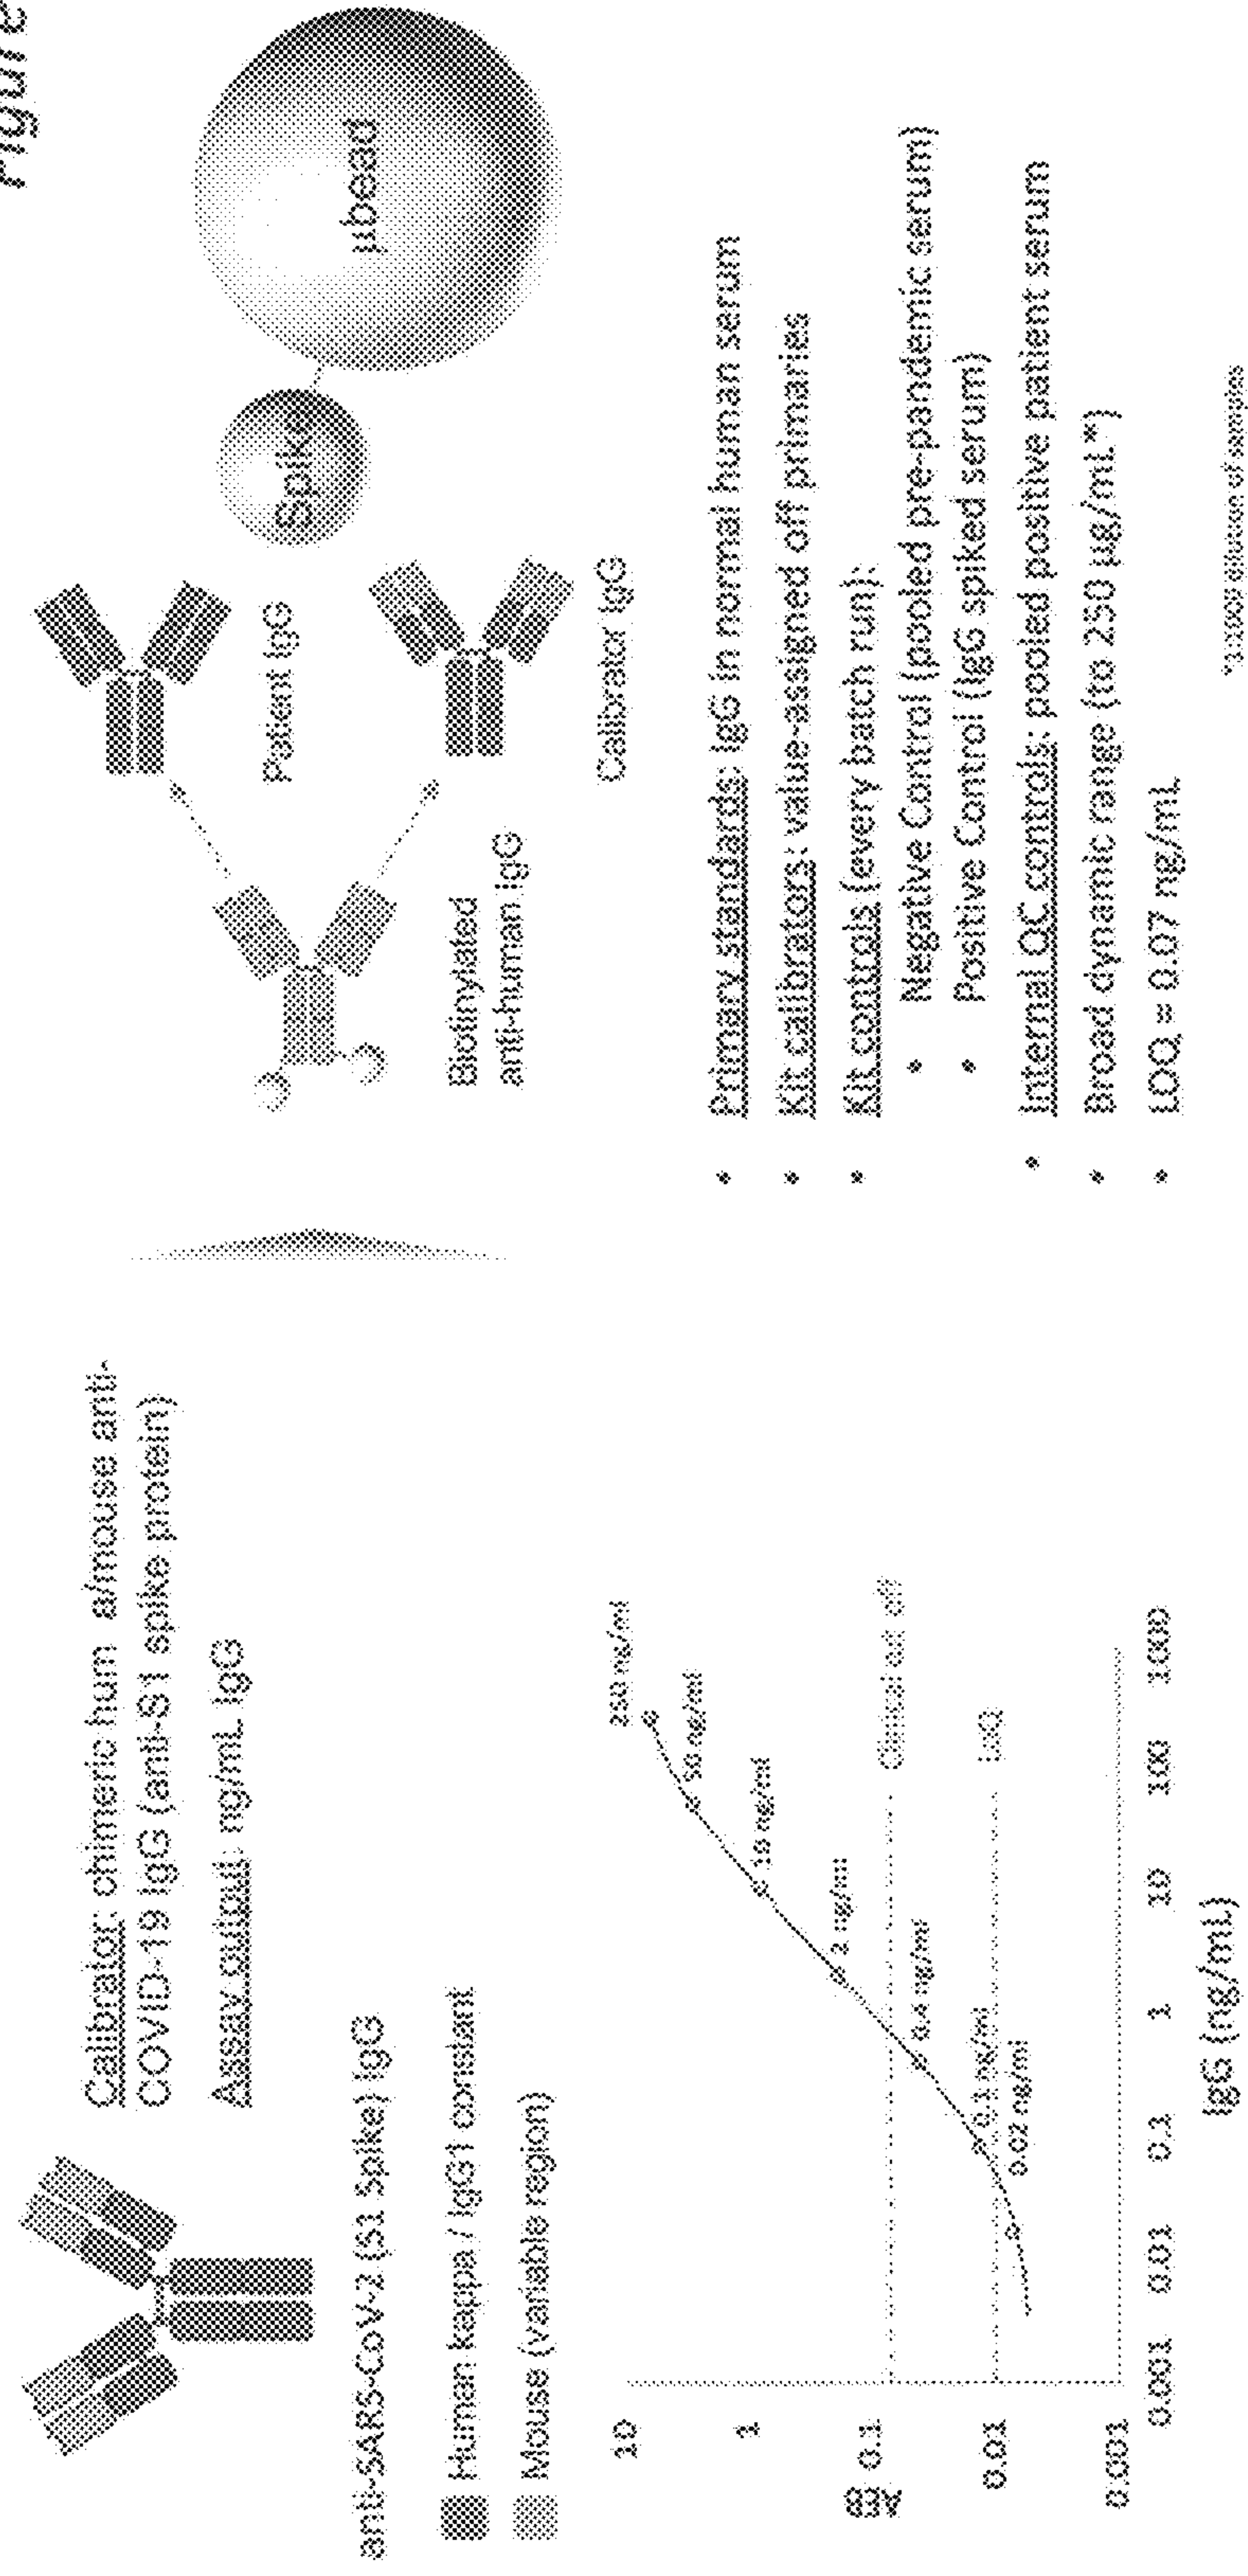 Figure
Calibrator: chimeric hum a/mouse anti-
COVID-19 IgG (anti-S1 spike protein)
Assay output: ng/mL IgG
anti-SARS-CoV-2 (S1 Spike) IgG
Human kappa / IgG1 constant
Mouse (variable region)
Patient IgG
Spike
µbead
Biotinylated
anti-human IgG
Calibrator IgG
AEB
10
1
0.1
0.01
0.001
250 ng/ml
50 ng/ml
10 ng/ml
2 ng/ml
0.4 ng/ml
0.1 ng/ml
0.02 ng/ml
Clinical cut off
LOQ
0.001 0.01 0.1 1 10 100 1000
IgG (ng/mL)
• Primary standards: IgG in normal human serum
• Kit calibrators: value-assigned off primaries
• Kit controls (every batch run):
• Negative Control (pooled pre-pandemic serum)
• Positive Control (IgG spiked serum)
• Internal QC controls: pooled positive patient serum
• Broad dynamic range (to 250 µg/mL*)
• LOQ = 0.07 ng/mL
*1:1000 dilution of samples